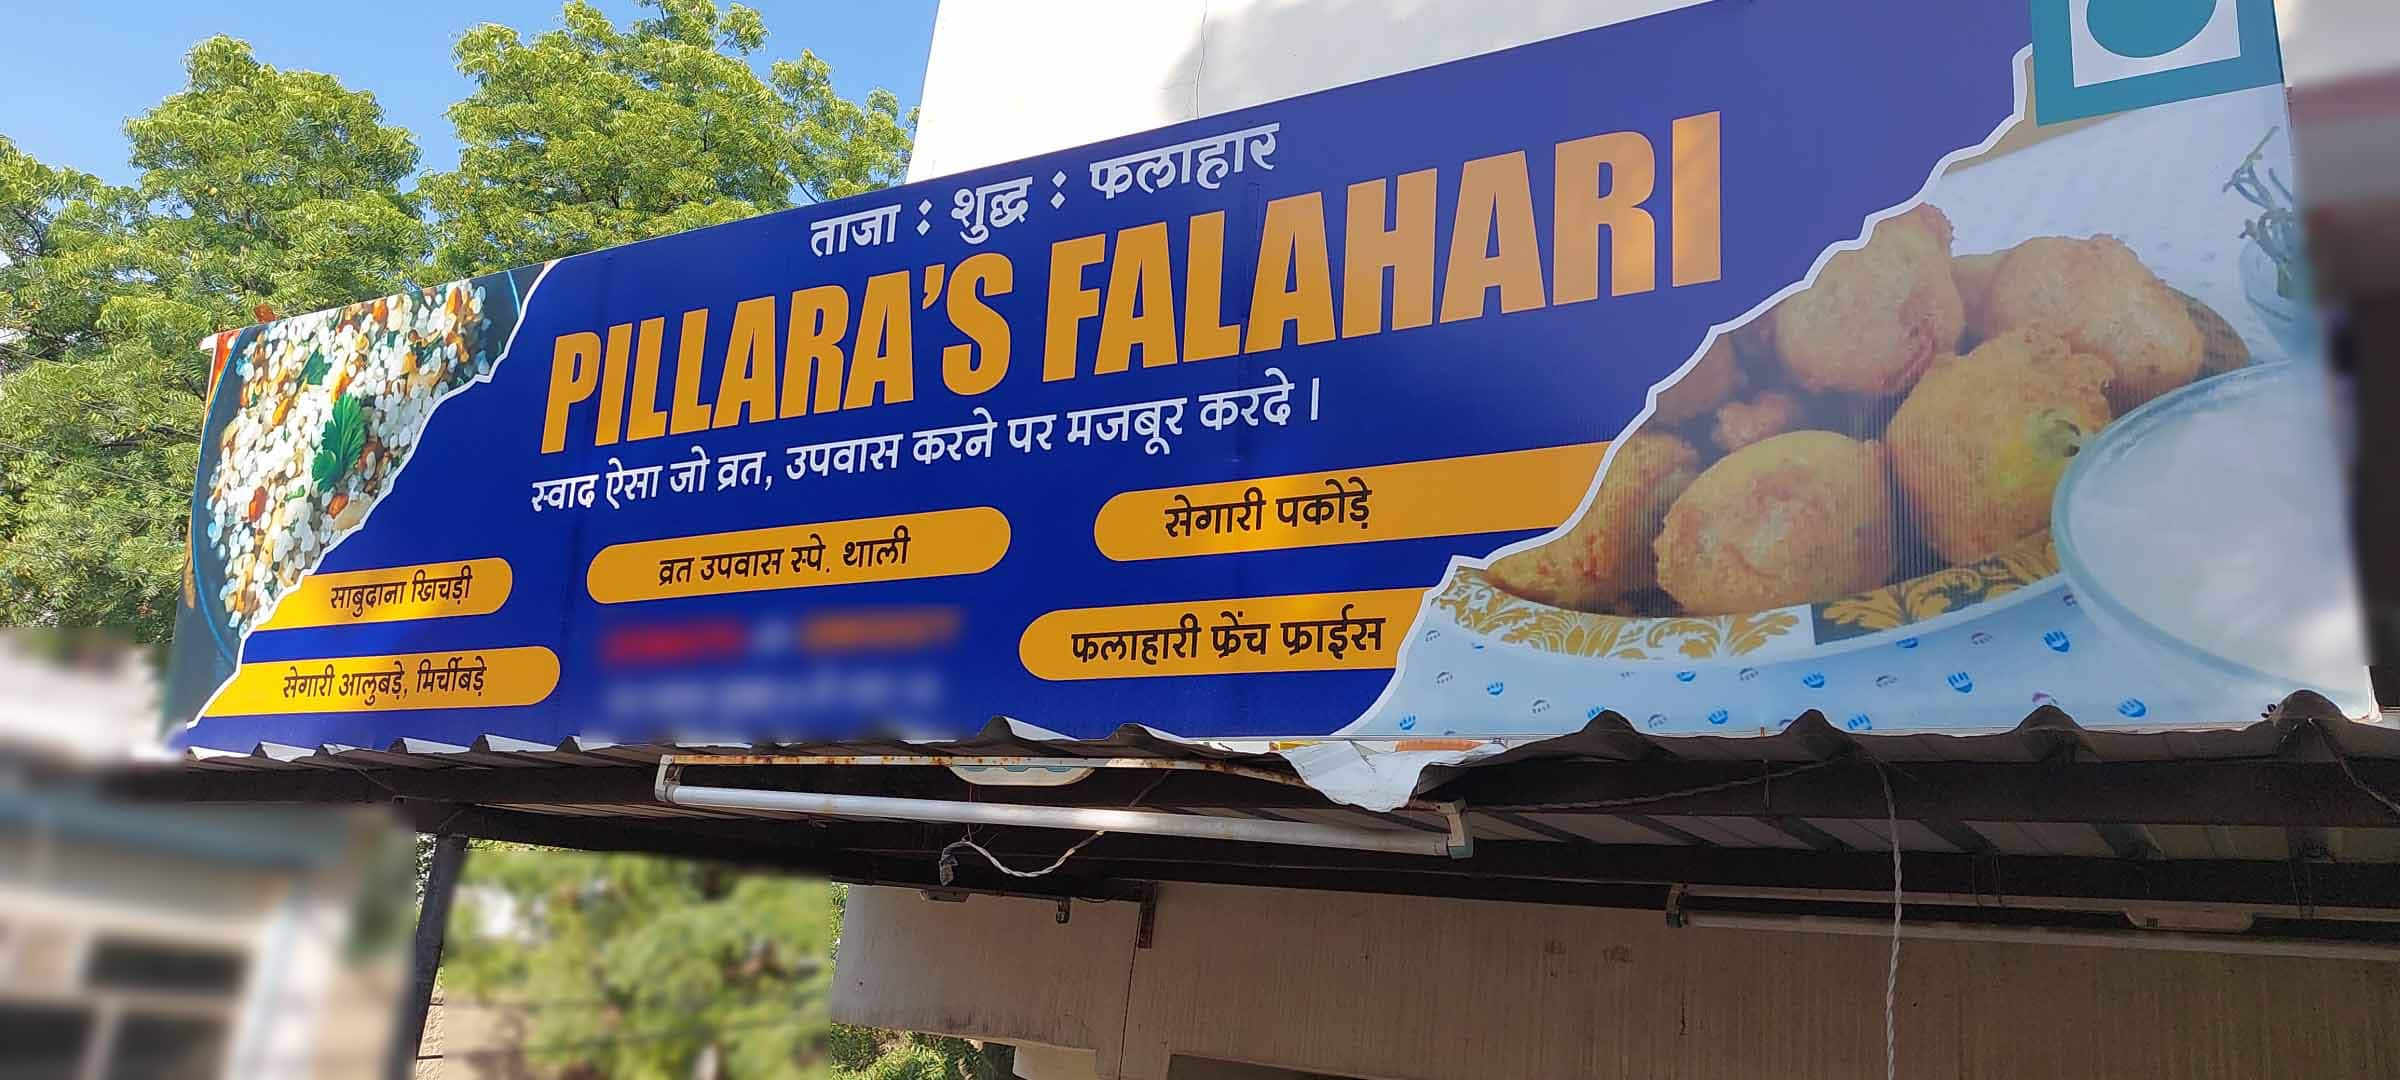 ताजा : शुद्ध : फलाहार
PILLARA'S FALAHARI
स्वाद ऐसा जो व्रत, उपवास करने पर मजबूर करदे।
साबुदाना खिचड़ी
व्रत उपवास स्पे. थाली
सेगारी पकोड़े
सेगारी आलुबड़े, मिर्चीबड़े
फलाहारी फ्रेंच फ्राईस